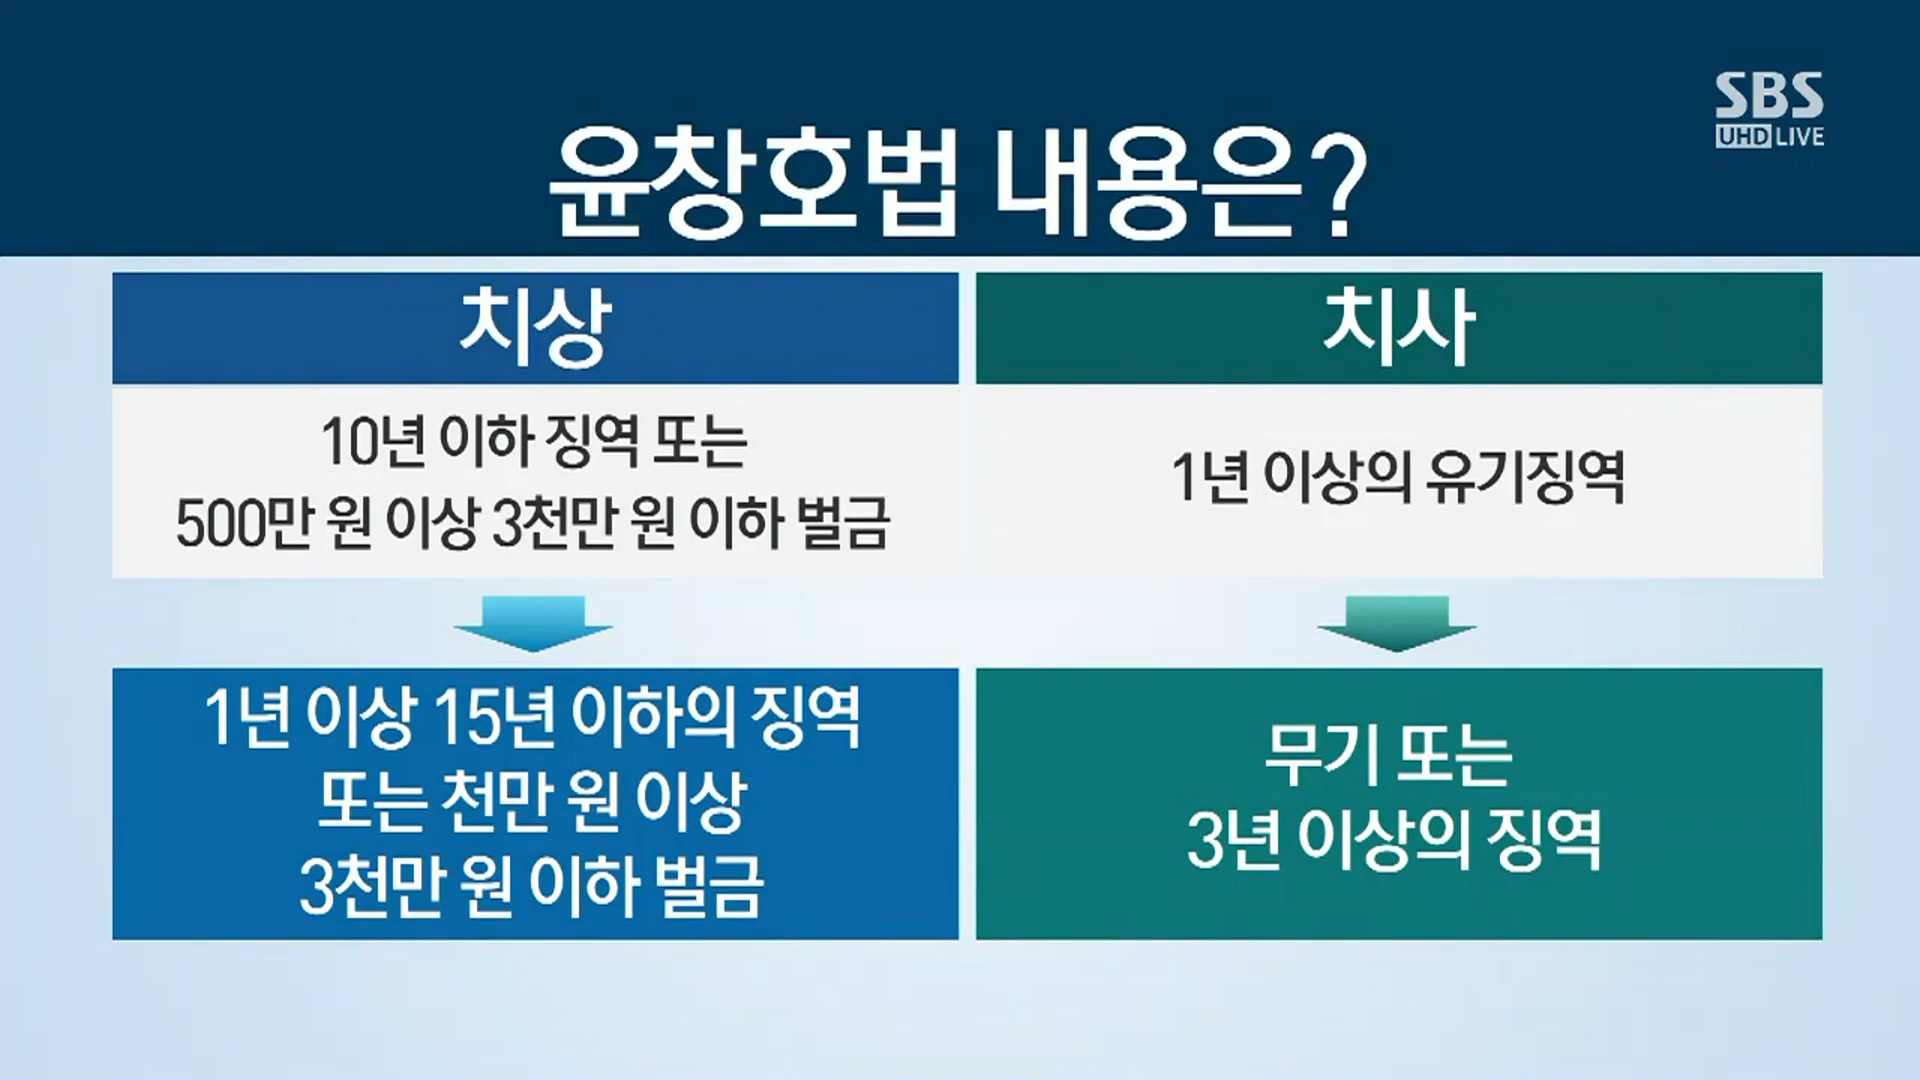 SBS
UHD LIVE
윤창호법 내용은?
치상
10년 이하 징역 또는
500만 원 이상 3천만 원 이하 벌금
1년 이상 15년 이하의 징역
또는 천만 원 이상
3천만 원 이하 벌금
치사
1년 이상의 유기징역
무기 또는
3년 이상의 징역